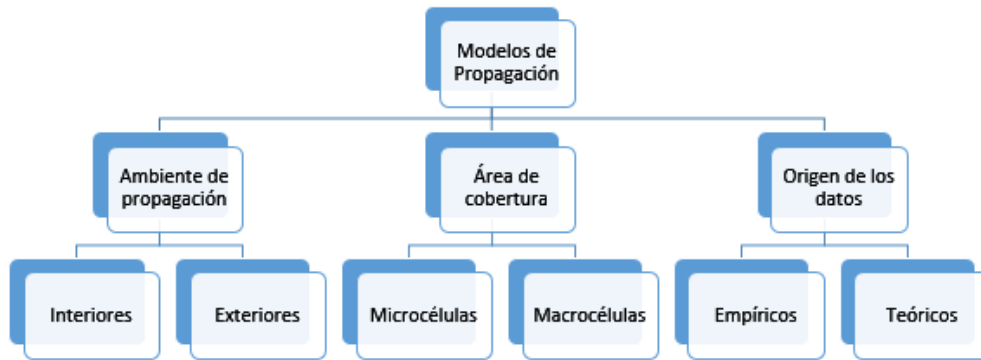 Modelos de
Propagación
Ambiente de
propagación
Área de
cobertura
Origen de los
datos
Interiores
Exteriores
Microcélulas
Macrocélulas
Empíricos
Teóricos